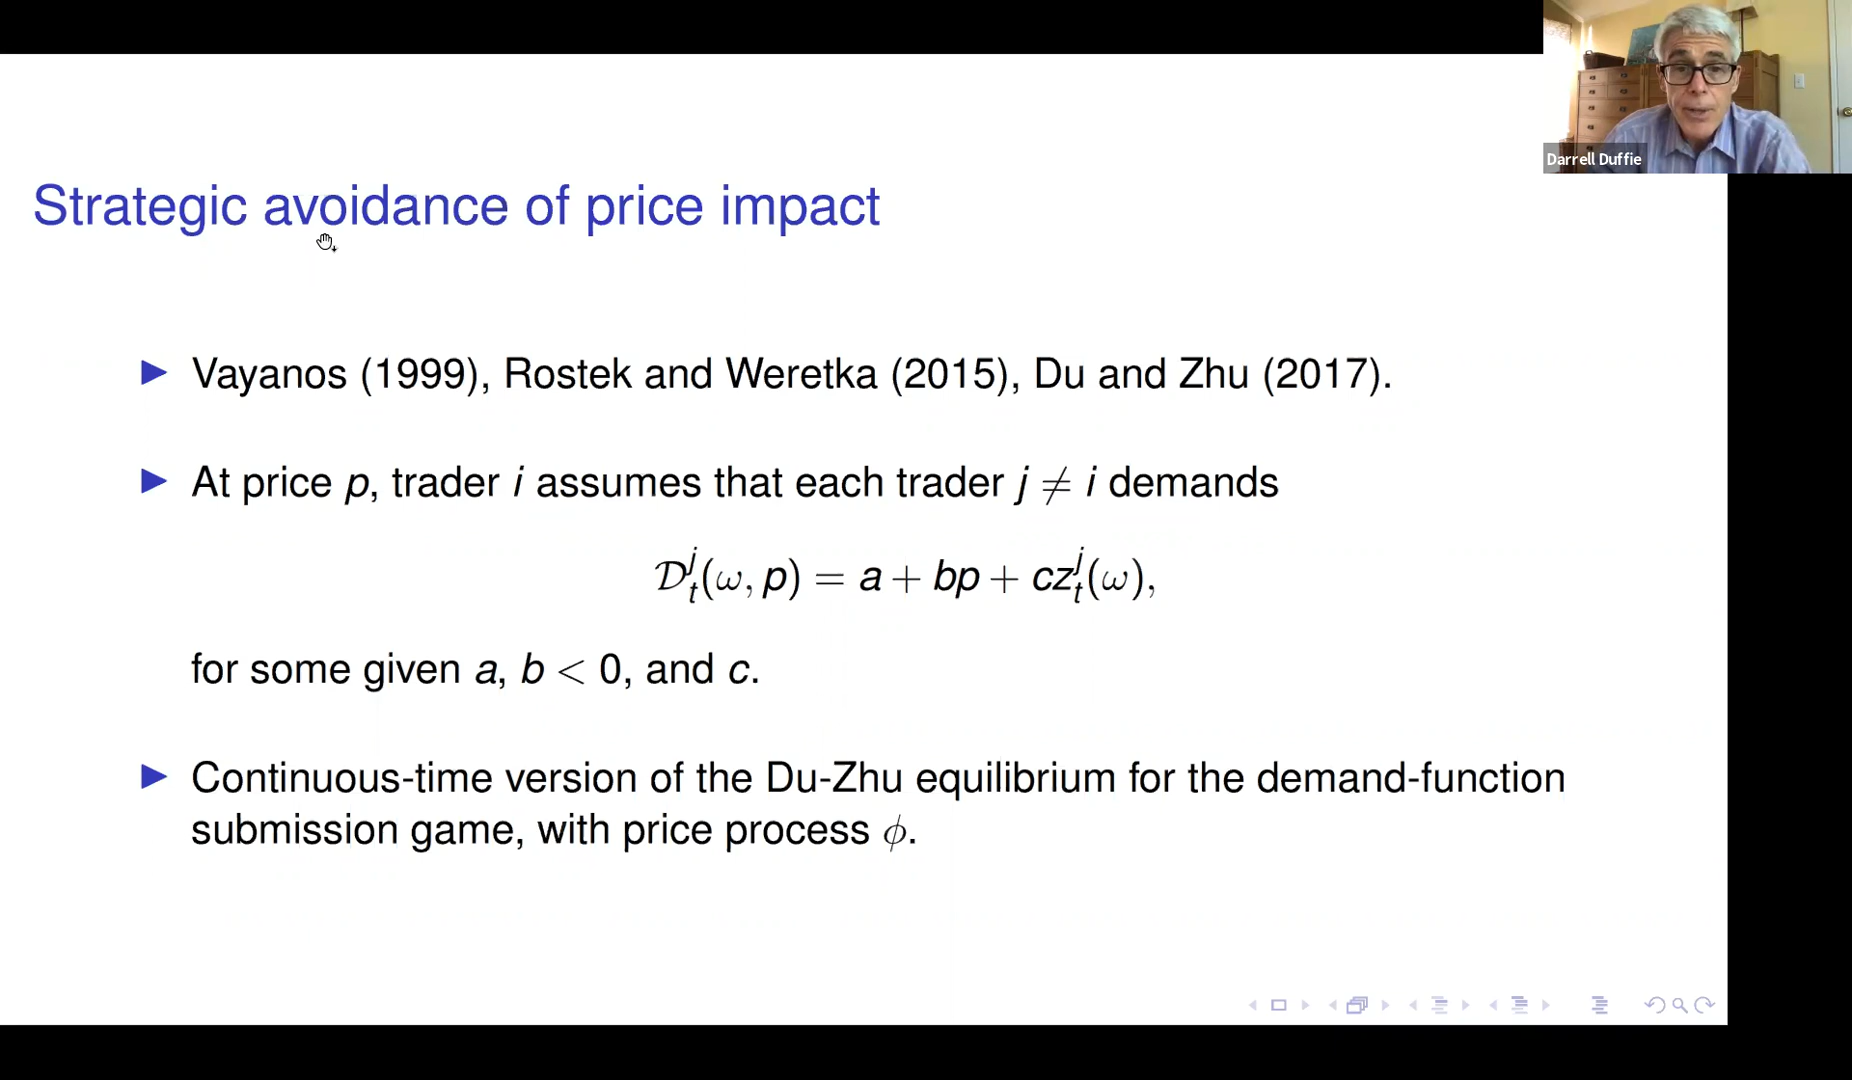 Darrell Duffie
Strategic avoidance of price impact
Vayanos (1999), Rostek and Weretka (2015), Du and Zhu (2017).
At price p, trader i assumes that each trader j ≠ i demands
𝒟ₜʲ(ω, p) = a + bp + czₜʲ(ω),
for some given a, b < 0, and c.
Continuous-time version of the Du-Zhu equilibrium for the demand-function
submission game, with price process ϕ.